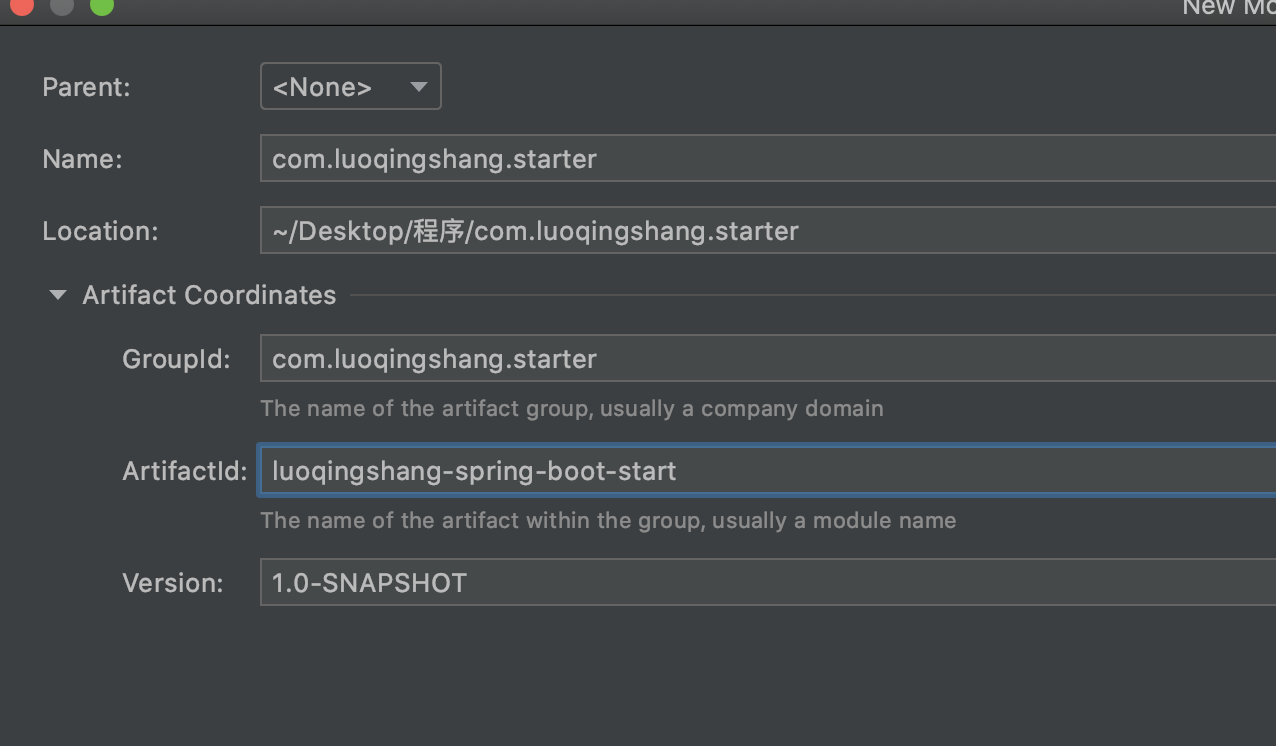 New Mo
Parent: <None>
Name: com.luoqingshang.starter
Location: ~/Desktop/程序/com.luoqingshang.starter
Artifact Coordinates
GroupId: com.luoqingshang.starter
The name of the artifact group, usually a company domain
ArtifactId: luoqingshang-spring-boot-start
The name of the artifact within the group, usually a module name
Version: 1.0-SNAPSHOT